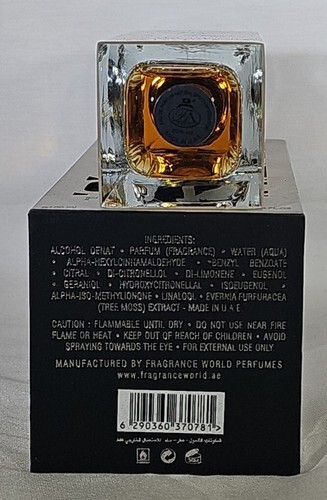 INGREDIENTS:
ALCOHOL DENAT • PARFUM (FRAGRANCE) • WATER (AQUA)
• ALPHA-HEXYLCINNAMALDEHYDE • BENZYL BENZOATE
• CITRAL • DI-CITRONELLOL • DI-LIMONENE • EUGENOL
• GERANIOL • HYDROXYCITRONELLAL • ISOEUGENOL •
ALPHA-ISO-METHYLIONONE • LINALOOL • EVERNIA FURFURACEA
(TREE MOSS) EXTRACT - MADE IN U.A.E
CAUTION : FLAMMABLE UNTIL DRY • DO NOT USE NEAR FIRE
FLAME OR HEAT • KEEP OUT OF REACH OF CHILDREN • AVOID
SPRAYING TOWARDS THE EYE • FOR EXTERNAL USE ONLY
MANUFACTURED BY FRAGRANCE WORLD PERFUMES
www.fragranceworld.ae
6 290360 370781